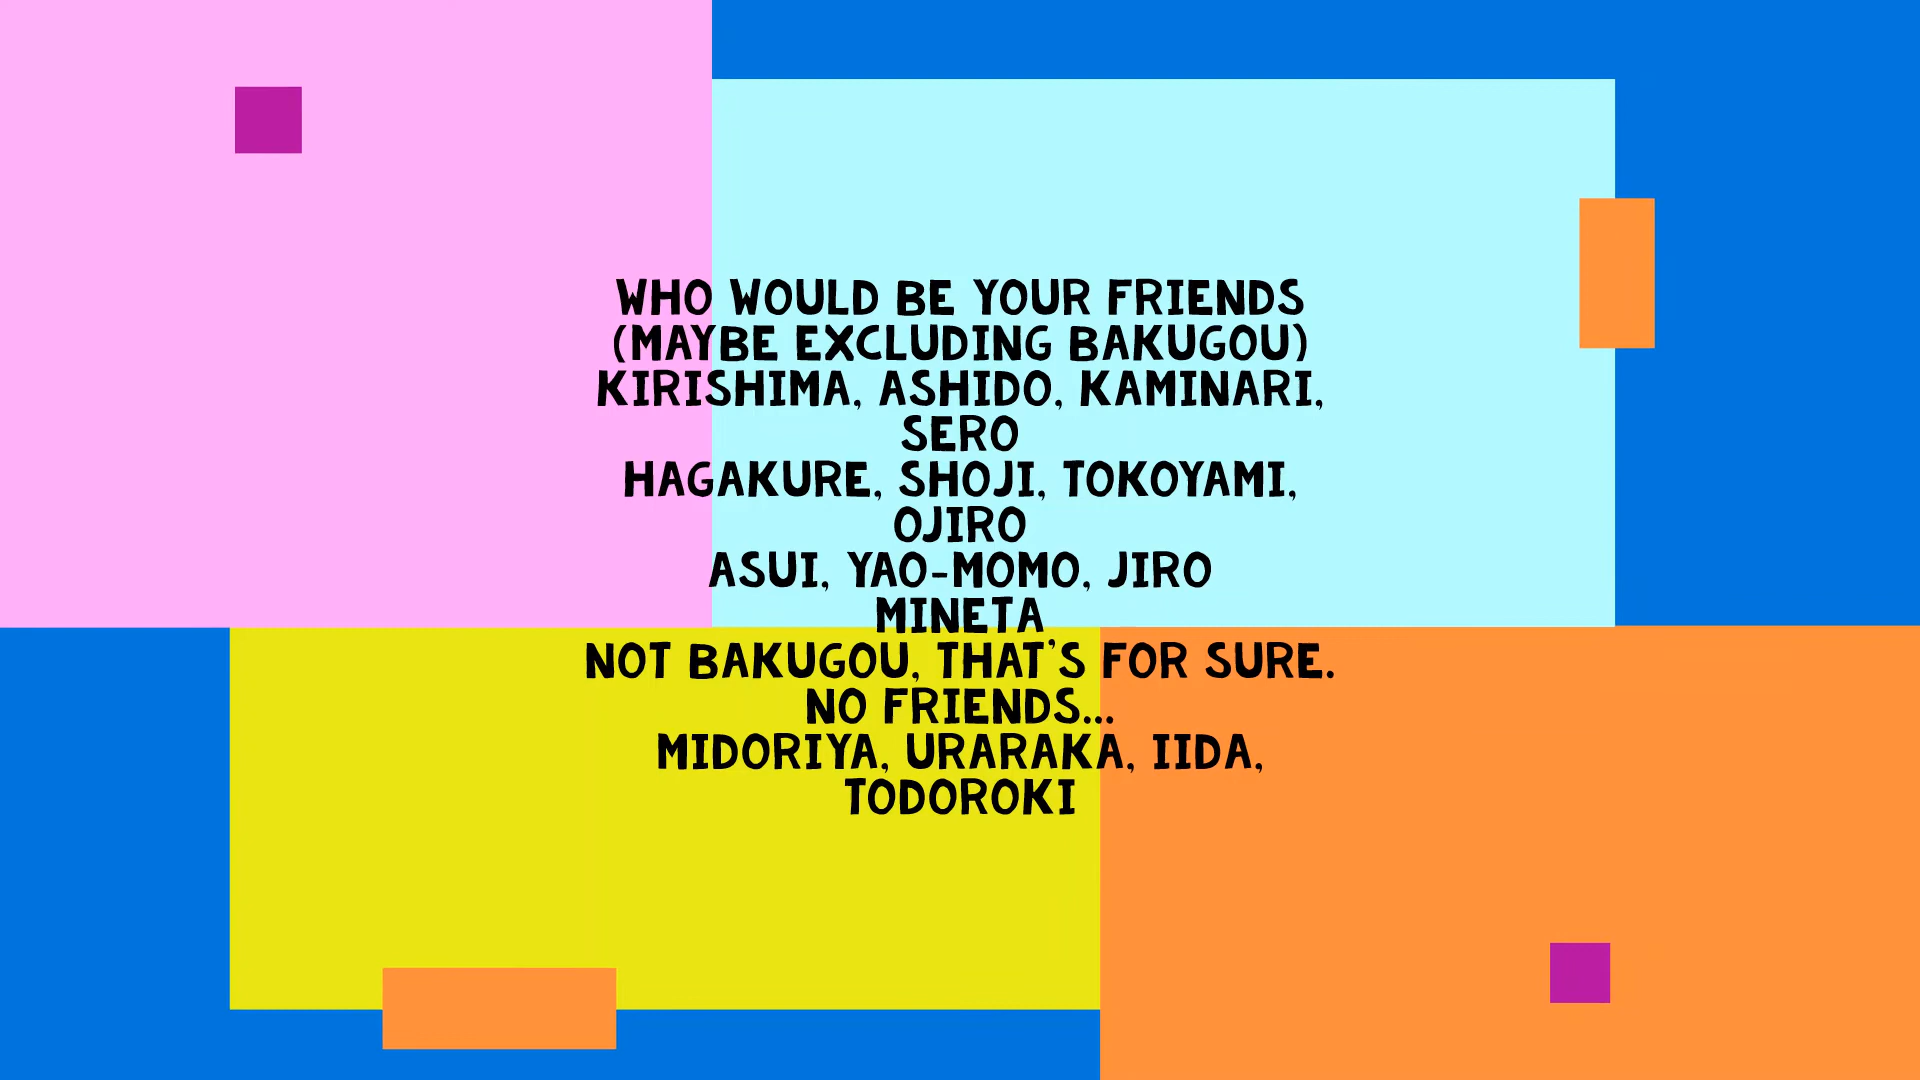 WHO WOULD BE YOUR FRIENDS
(MAYBE EXCLUDING BAKUGOU)
KIRISHIMA, ASHIDO, KAMINARI,
SERO
HAGAKURE, SHOJI, TOKOYAMI,
OJIRO
ASUI, YAO-MOMO, JIRO
MINETA
NOT BAKUGOU, THAT'S FOR SURE.
NO FRIENDS...
MIDORIYA, URARAKA, IIDA,
TODOROKI